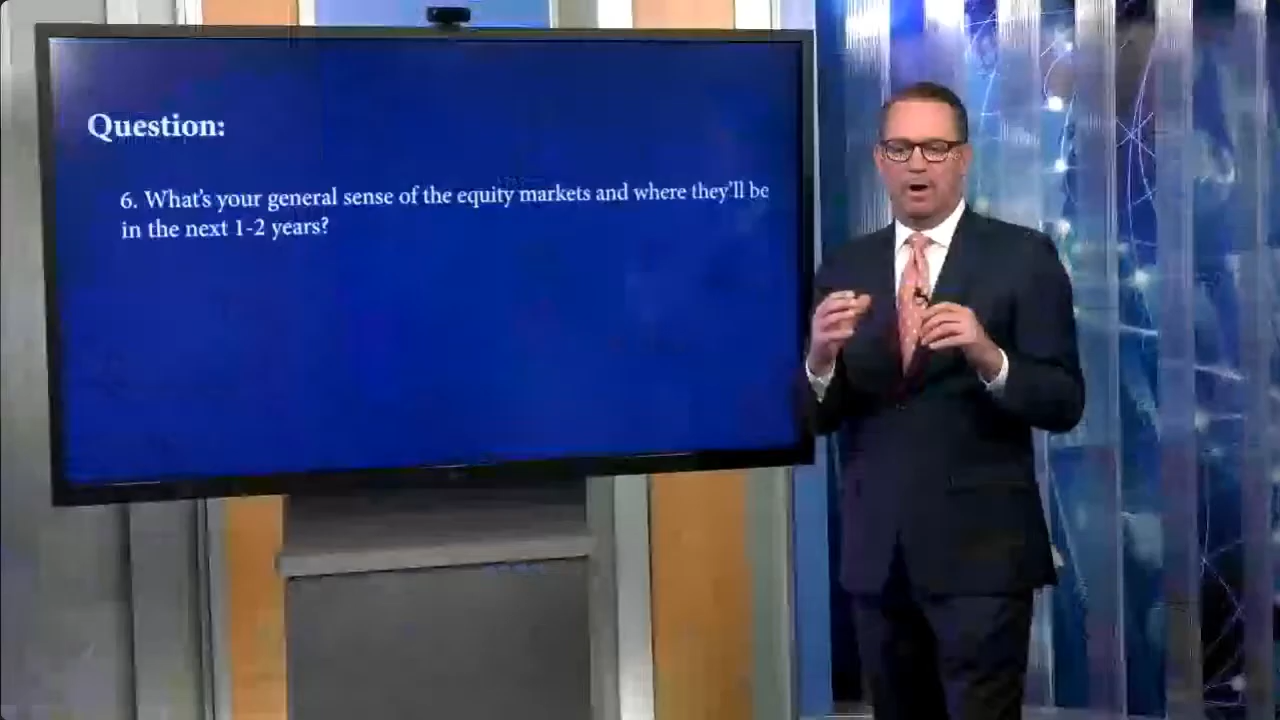 Question:
6. What's your general sense of the equity markets and where they'll be
in the next 1-2 years?